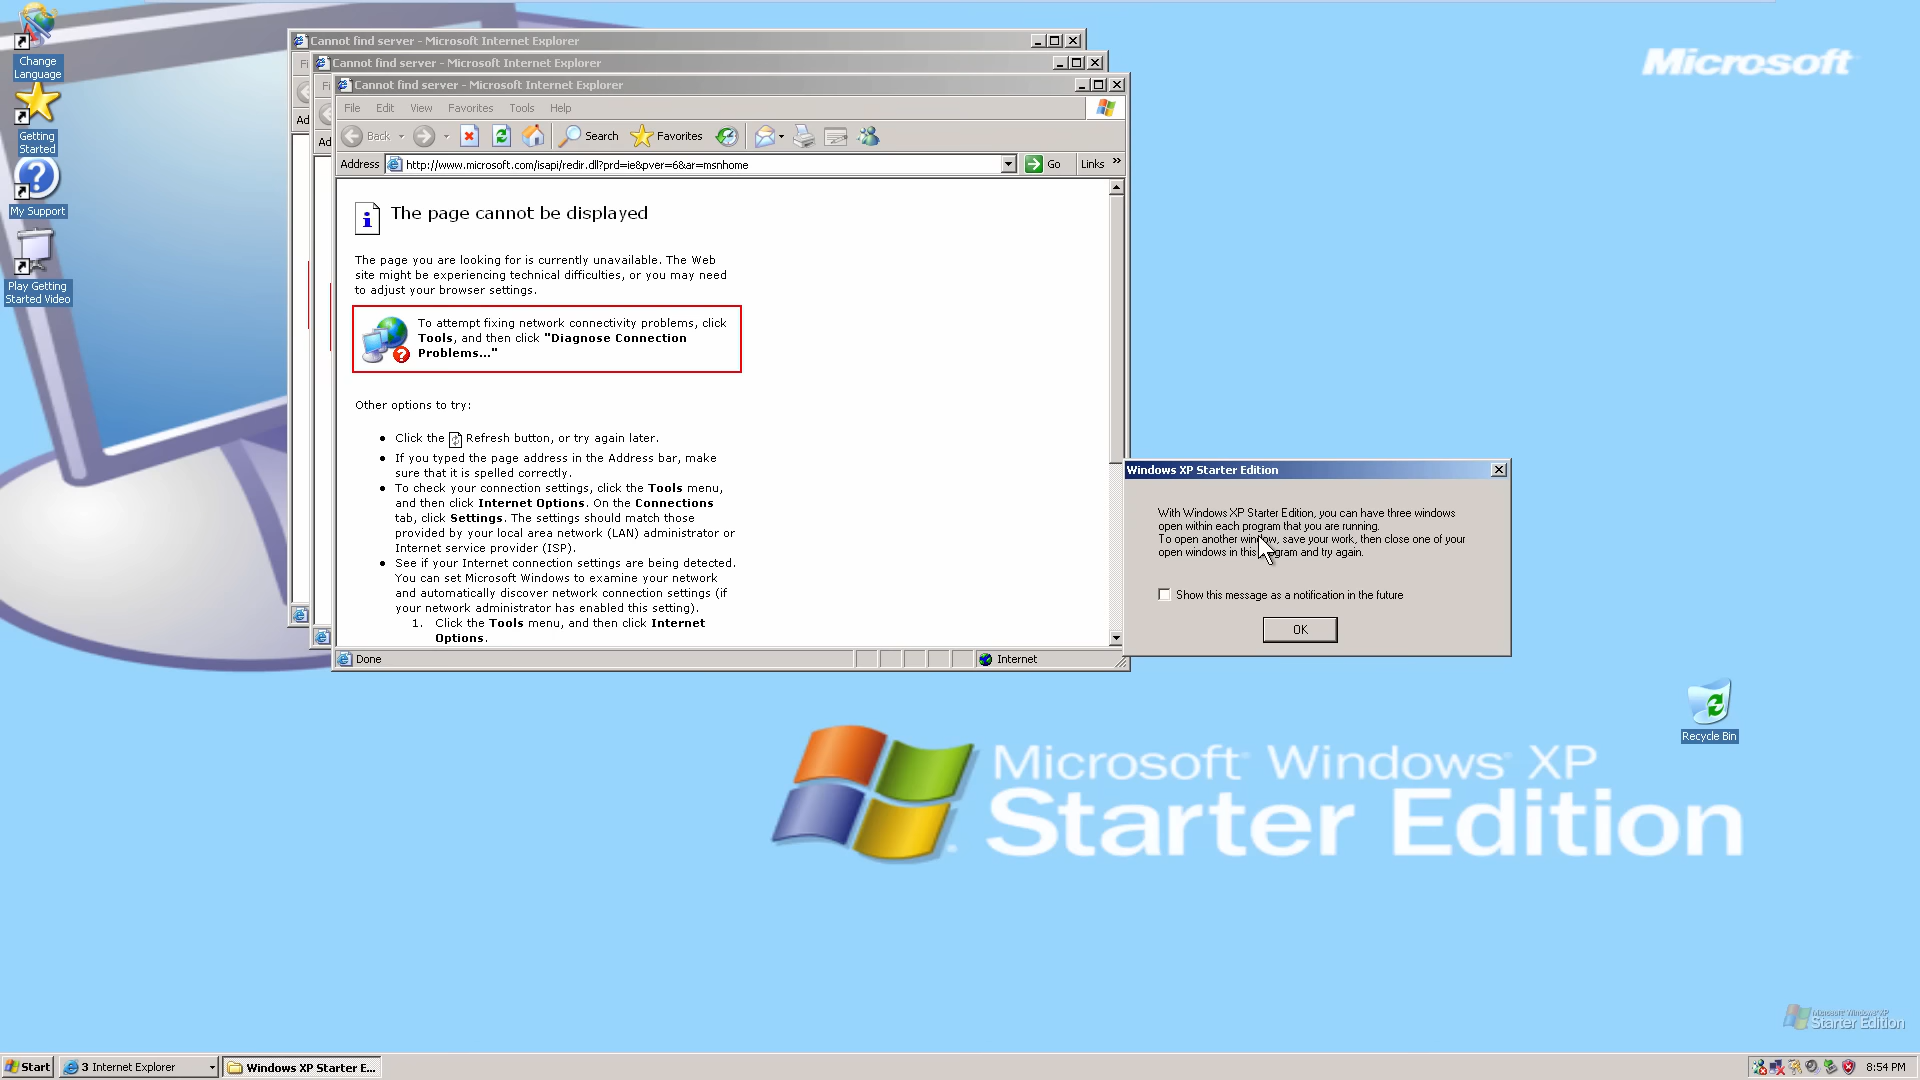 Change
Language
Getting
Started
My Support
Play Getting
Started Video
Cannot find server - Microsoft Internet Explorer
Fi
Ad
Cannot find server - Microsoft Internet Explorer
Fi
Ad
Cannot find server - Microsoft Internet Explorer
File Edit View Favorites Tools Help
Back Search Favorites
Address http://www.microsoft.com/isapi/redir.dll?prd=ie&pver=6&ar=msnhome Go Links »
The page cannot be displayed
The page you are looking for is currently unavailable. The Web
site might be experiencing technical difficulties, or you may need
to adjust your browser settings.
To attempt fixing network connectivity problems, click
Tools, and then click "Diagnose Connection
Problems..."
Other options to try:
• Click the Refresh button, or try again later.
• If you typed the page address in the Address bar, make
sure that it is spelled correctly.
• To check your connection settings, click the Tools menu,
and then click Internet Options. On the Connections
tab, click Settings. The settings should match those
provided by your local area network (LAN) administrator or
Internet service provider (ISP).
• See if your Internet connection settings are being detected.
You can set Microsoft Windows to examine your network
and automatically discover network connection settings (if
your network administrator has enabled this setting).
1. Click the Tools menu, and then click Internet
Options.
Done Internet
Microsoft
Windows XP Starter Edition
With Windows XP Starter Edition, you can have three windows
open within each program that you are running.
To open another window, save your work, then close one of your
open windows in this program and try again.
Show this message as a notification in the future
OK
Recycle Bin
Microsoft Windows XP
Starter Edition
Microsoft Windows XP
Starter Edition
Start 3 Internet Explorer Windows XP Starter E... 8:54 PM